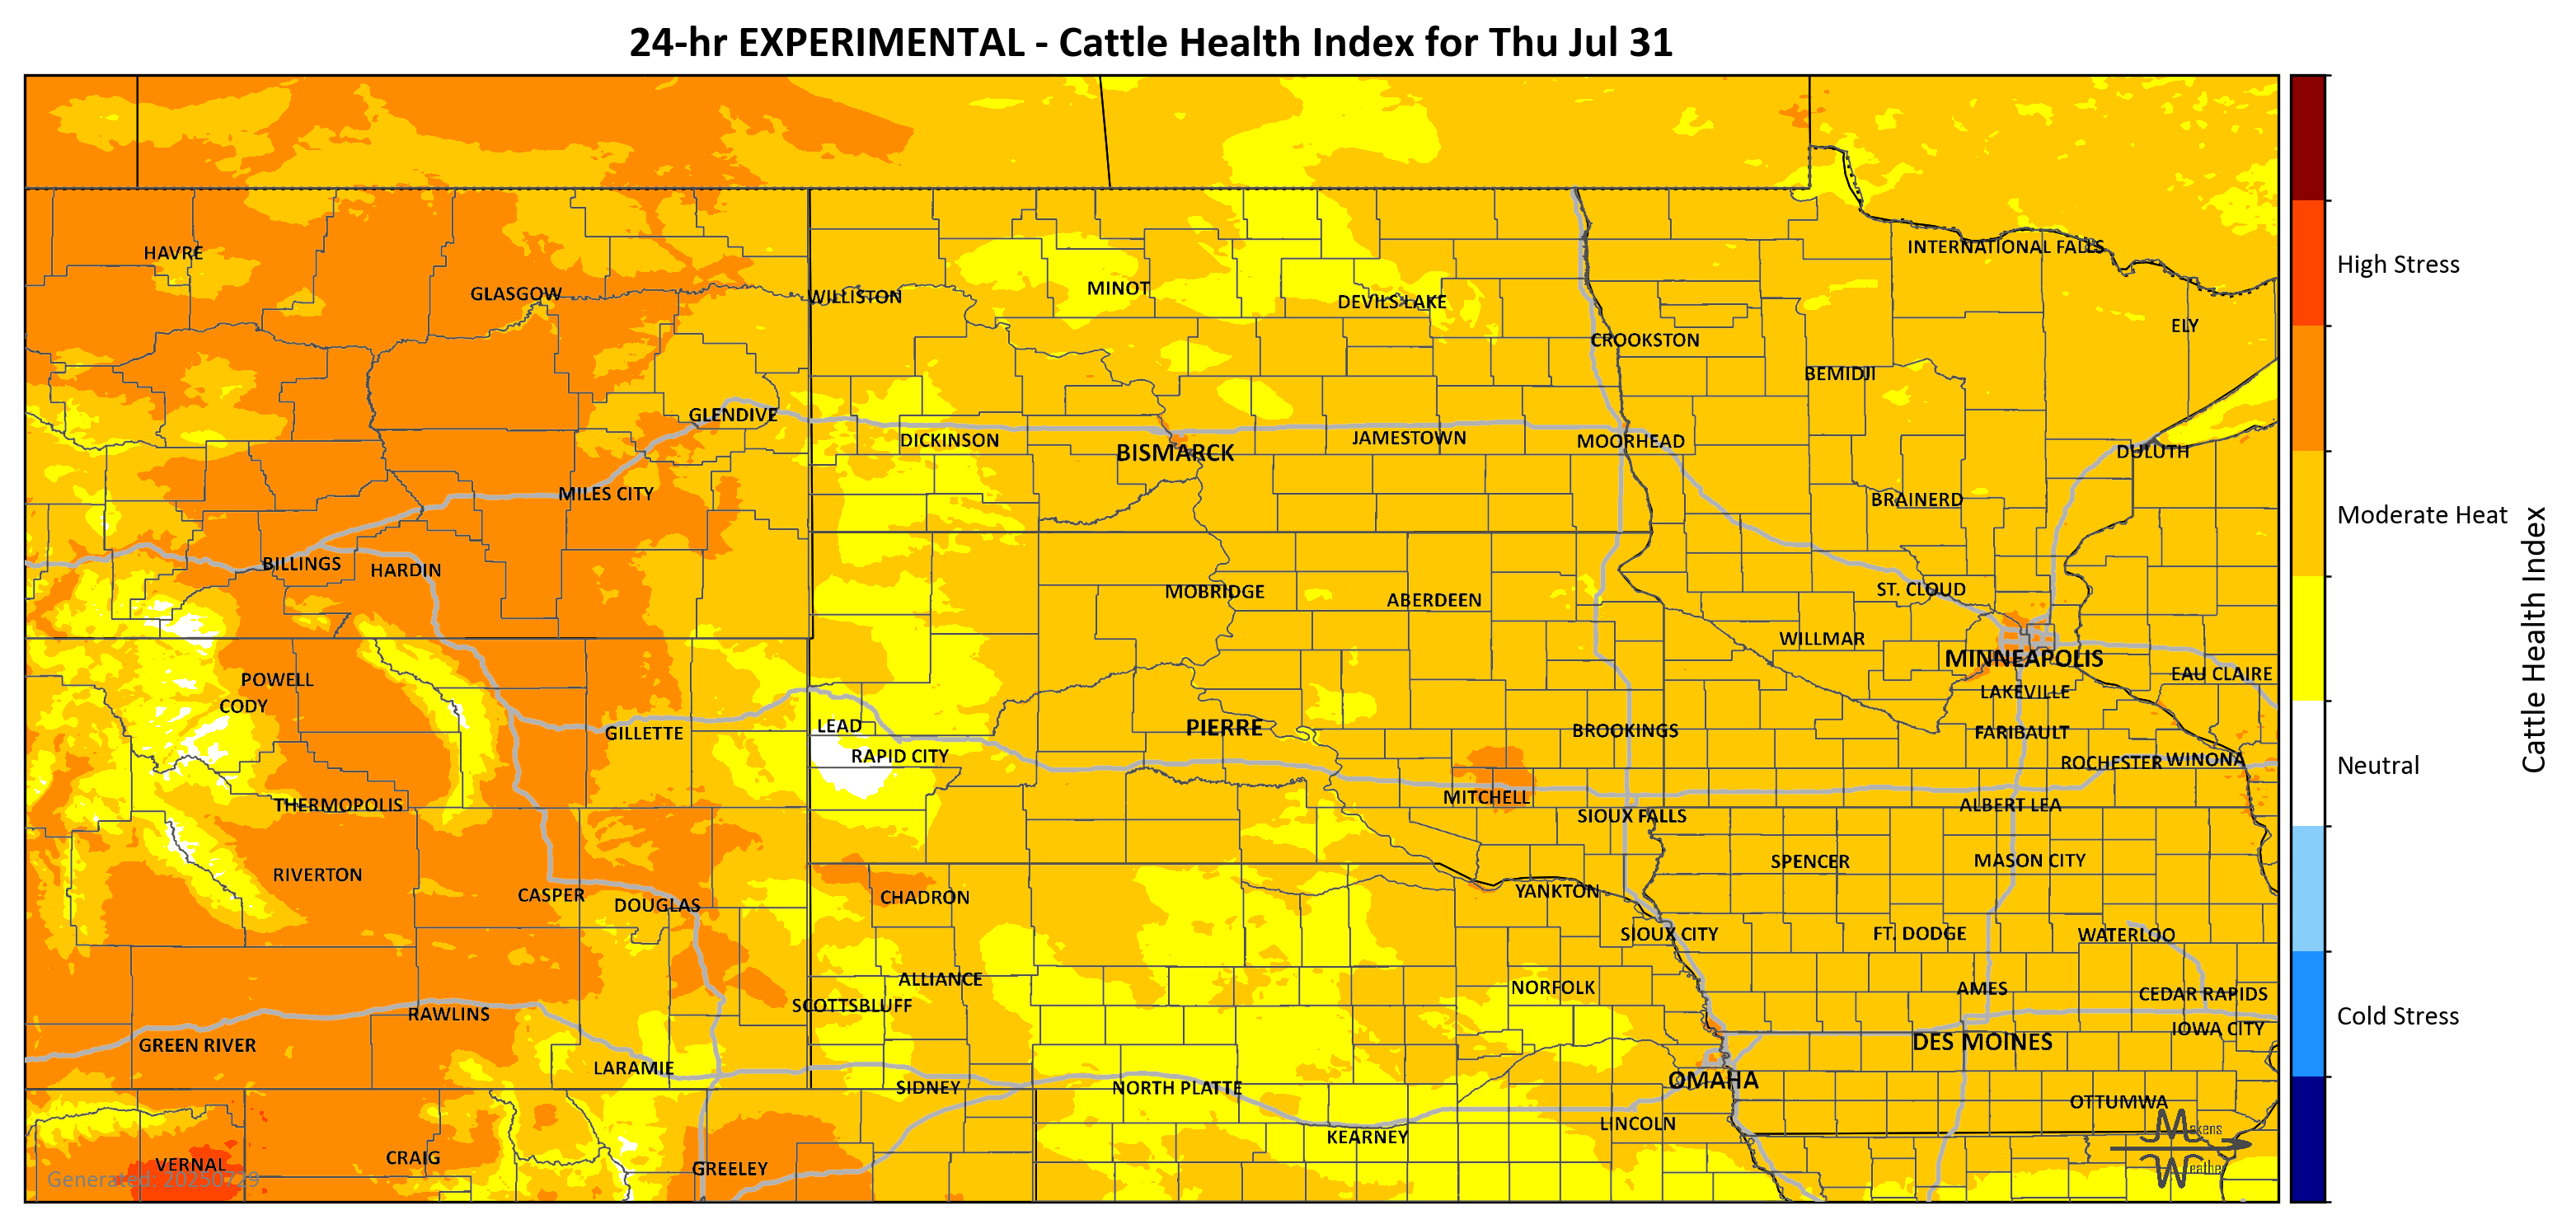 24-hr EXPERIMENTAL - Cattle Health Index for Thu Jul 31
HAVRE
GLASGOW
WILLISTON
MINOT
DEVILS LAKE
INTERNATIONAL FALLS
CROOKSTON
ELY
BEMIDJI
GLENDIVE
DICKINSON
BISMARCK
JAMESTOWN
MOORHEAD
DULUTH
MILES CITY
BRAINERD
BILLINGS
HARDIN
MOBRIDGE
ABERDEEN
ST. CLOUD
WILLMAR
MINNEAPOLIS
EAU CLAIRE
LAKEVILLE
POWELL
CODY
GILLETTE
LEAD
RAPID CITY
PIERRE
BROOKINGS
FARIBAULT
ROCHESTER
WINONA
THERMOPOLIS
MITCHELL
SIOUX FALLS
ALBERT LEA
SPENCER
MASON CITY
RIVERTON
CASPER
DOUGLAS
CHADRON
YANKTON
SIOUX CITY
FT. DODGE
WATERLOO
ALLIANCE
SCOTTSBLUFF
NORFOLK
AMES
CEDAR RAPIDS
RAWLINS
GREEN RIVER
IOWA CITY
DES MOINES
LARAMIE
SIDNEY
NORTH PLATTE
OMAHA
OTTUMWA
LINCOLN
KEARNEY
VERNAL
CRAIG
GREELEY
Generated: 20250729
Makens
Weather
High Stress
Moderate Heat
Neutral
Cold Stress
Cattle Health Index